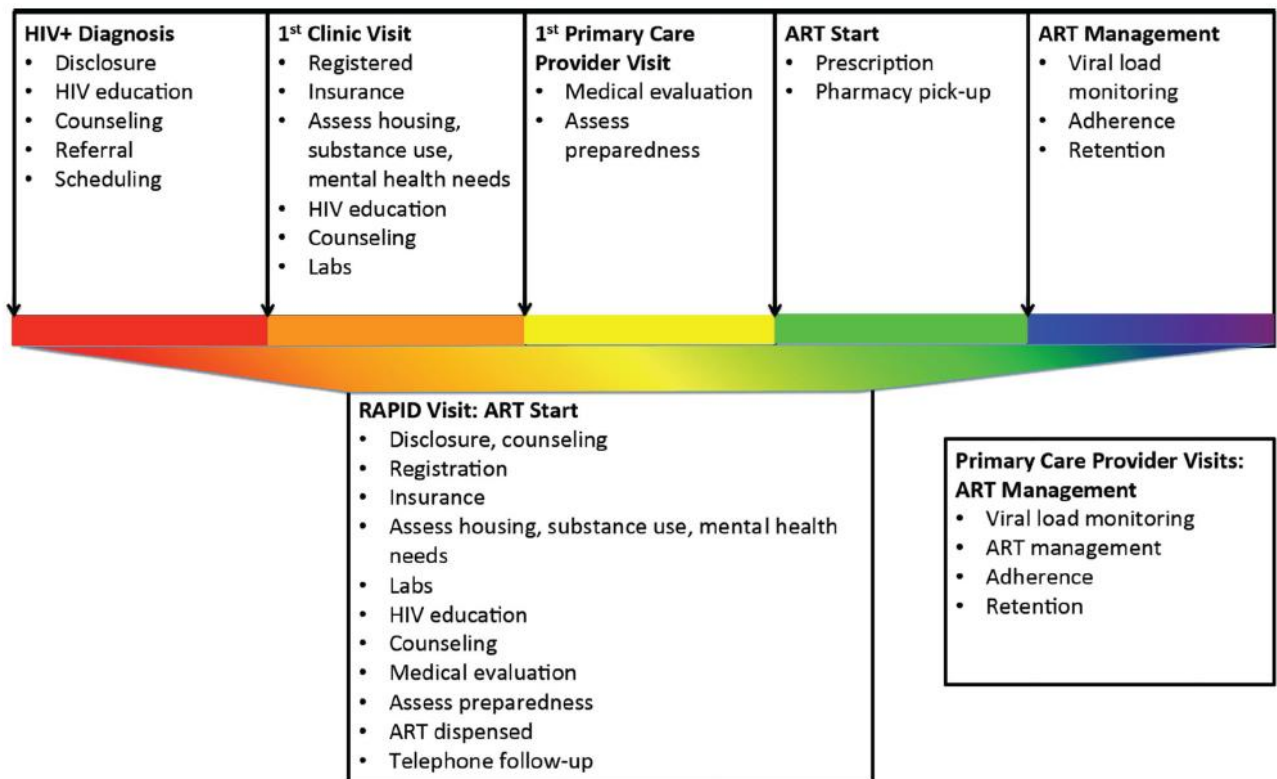 HIV+ Diagnosis
• Disclosure
• HIV education
• Counseling
• Referral
• Scheduling
1st Clinic Visit
• Registered
• Insurance
• Assess housing,
substance use,
mental health needs
• HIV education
• Counseling
• Labs
1st Primary Care
Provider Visit
• Medical evaluation
• Assess
preparedness
ART Start
• Prescription
• Pharmacy pick-up
ART Management
• Viral load
monitoring
• Adherence
• Retention
RAPID Visit: ART Start
• Disclosure, counseling
• Registration
• Insurance
• Assess housing, substance use, mental health
needs
• Labs
• HIV education
• Counseling
• Medical evaluation
• Assess preparedness
• ART dispensed
• Telephone follow-up
Primary Care Provider Visits:
ART Management
• Viral load monitoring
• ART management
• Adherence
• Retention